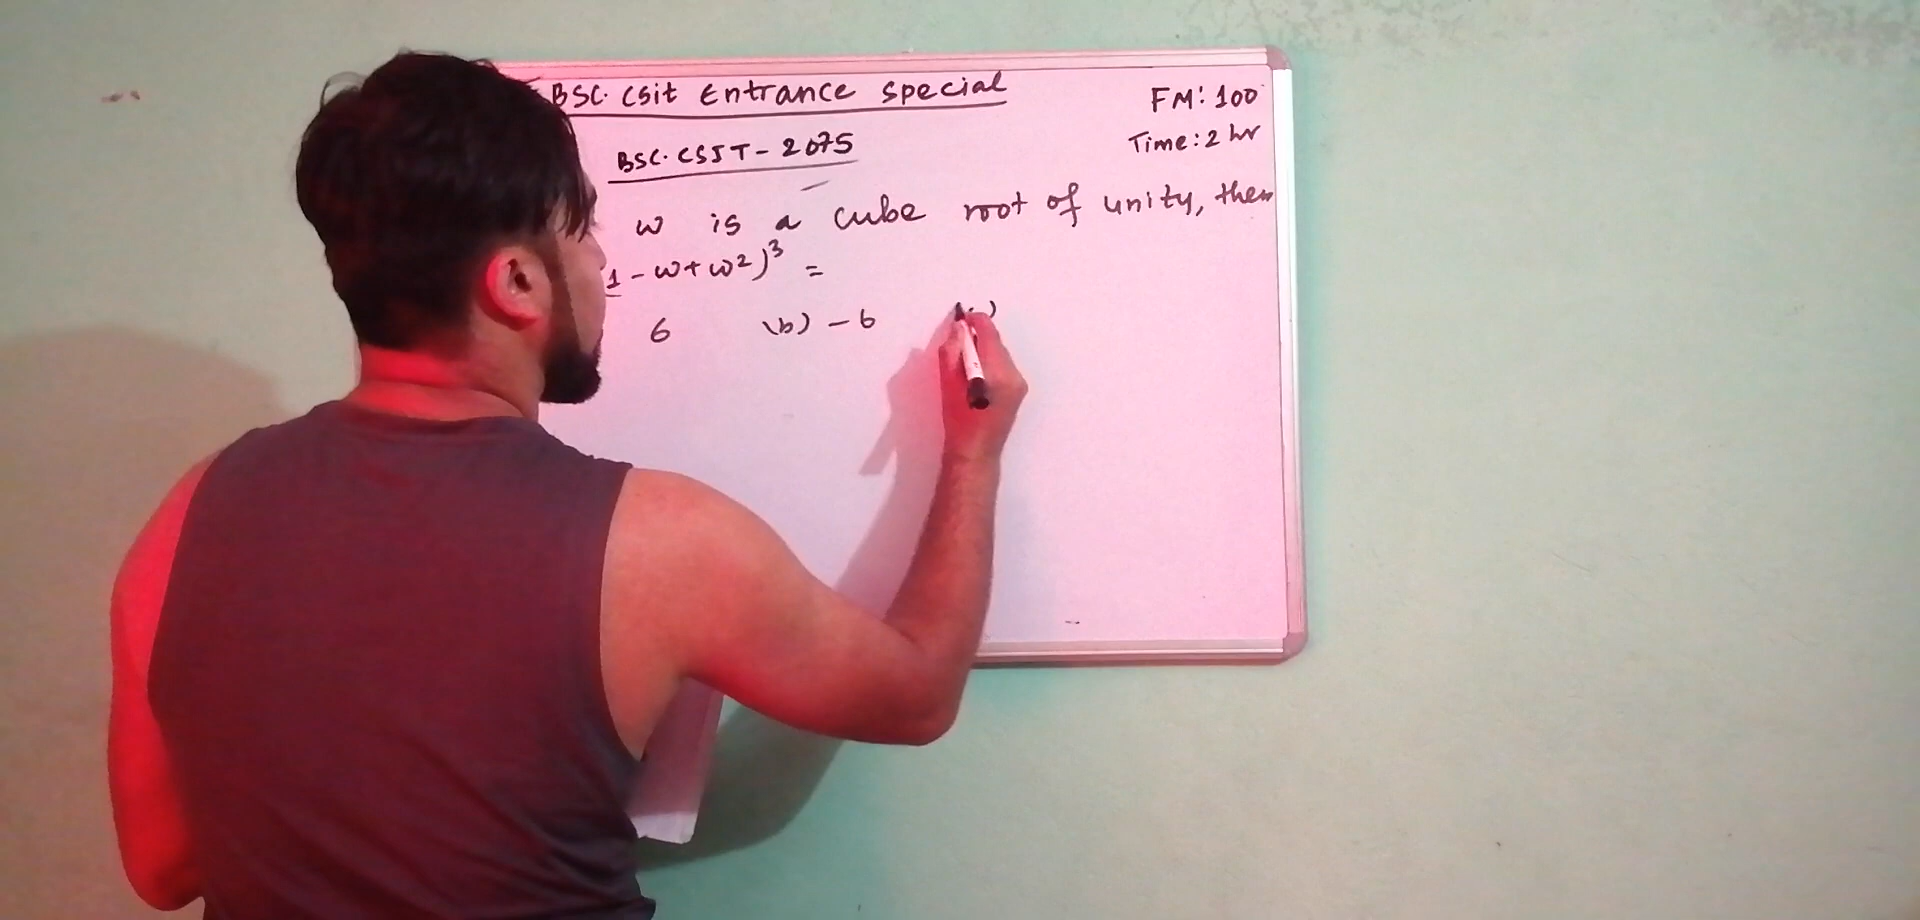 BSC. CSit Entrance Special
FM: 100
Time: 2 hr
BSC. CSIT - 2075
w is a cube root of unity, then
1 - w + w²)³ =
6 (b) - 6